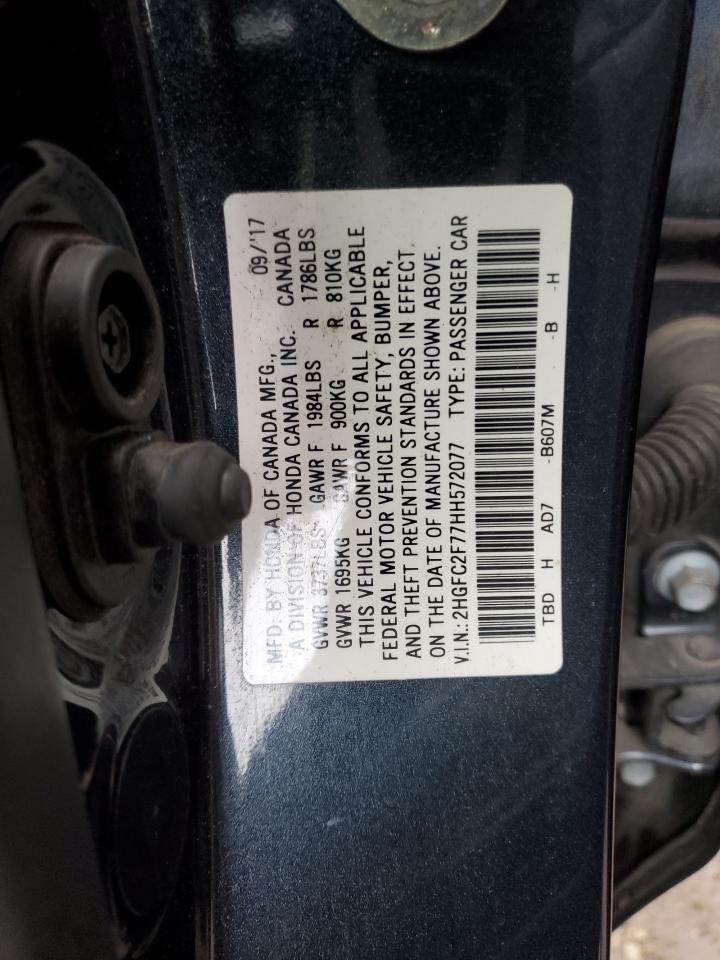 MFD. BY HONDA OF CANADA MFG., 09/'17
A DIVISION OF HONDA CANADA INC. CANADA
GVWR 3737LBS GAWR F 1984LBS R 1786LBS
GVWR 1695KG GAWR F 900KG R 810KG
THIS VEHICLE CONFORMS TO ALL APPLICABLE
FEDERAL MOTOR VEHICLE SAFETY, BUMPER,
AND THEFT PREVENTION STANDARDS IN EFFECT
ON THE DATE OF MANUFACTURE SHOWN ABOVE.
V.I.N.: 2HGFC2F77HH572077 TYPE: PASSENGER CAR
TBD H AD7 -B607M -B -H